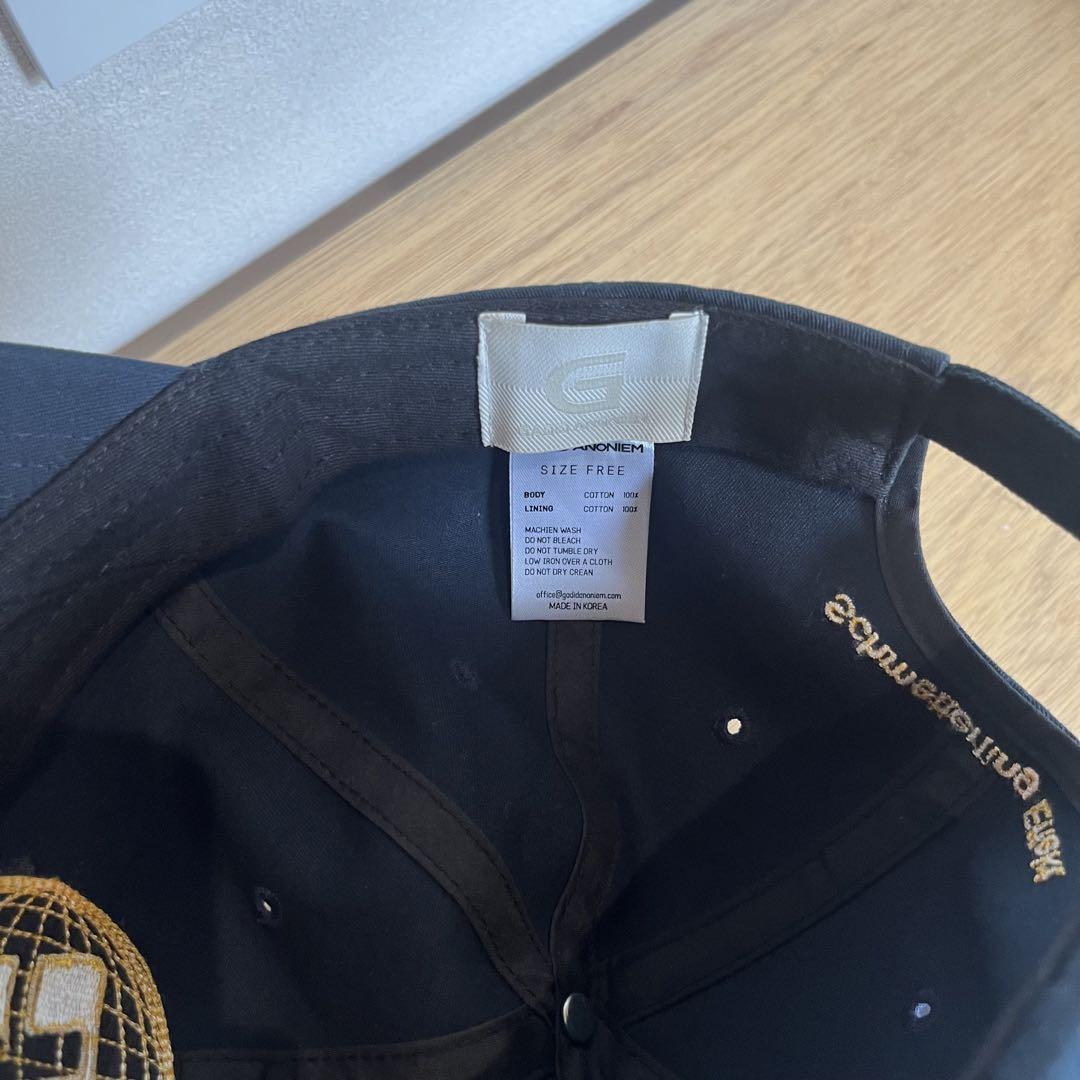 G
ANONIEM
SIZE FREE
BODY COTTON 100%
LINING COTTON 100%
MACHIEN WASH
DO NOT BLEACH
DO NOT TUMBLE DRY
LOW IRON OVER A CLOTH
DO NOT DRY CREAN
office@gadidanoniem.com
MADE IN KOREA